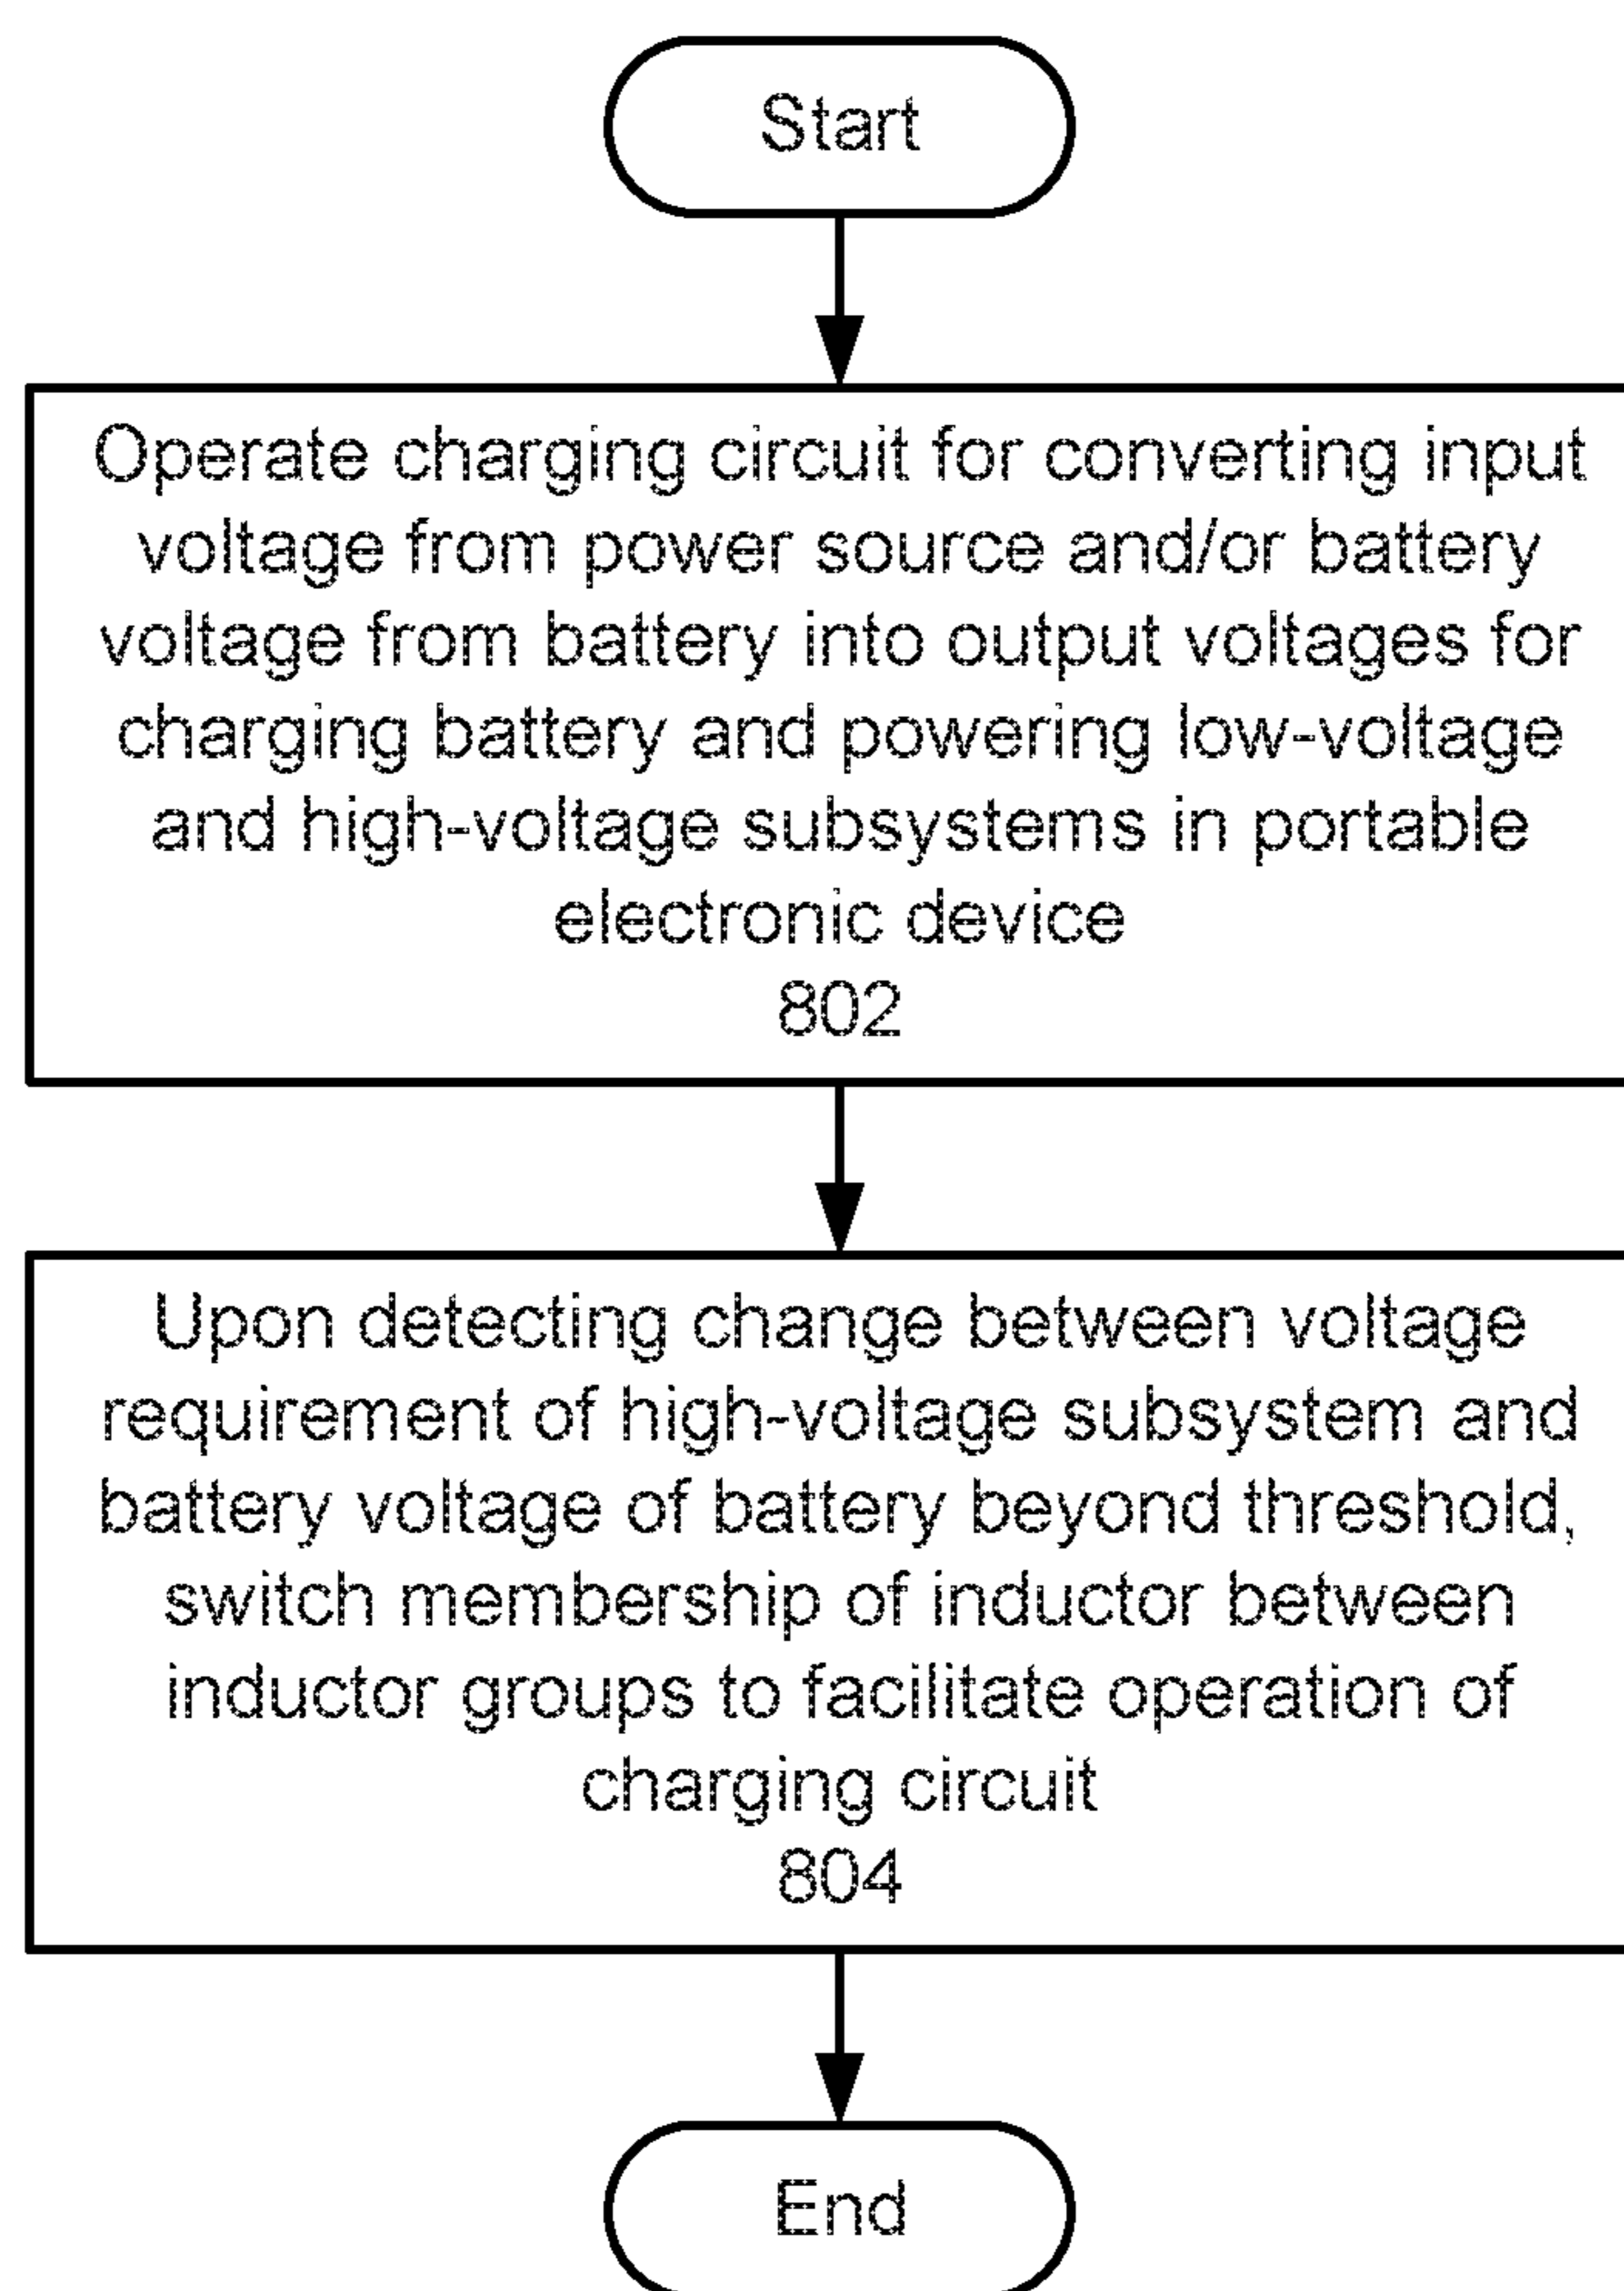 Start
Operate charging circuit for converting input
voltage from power source and/or battery
voltage from battery into output voltages for
charging battery and powering low-voltage
and high-voltage subsystems in portable
electronic device
802
Upon detecting change between voltage
requirement of high-voltage subsystem and
battery voltage of battery beyond threshold,
switch membership of inductor between
inductor groups to facilitate operation of
charging circuit
804
End